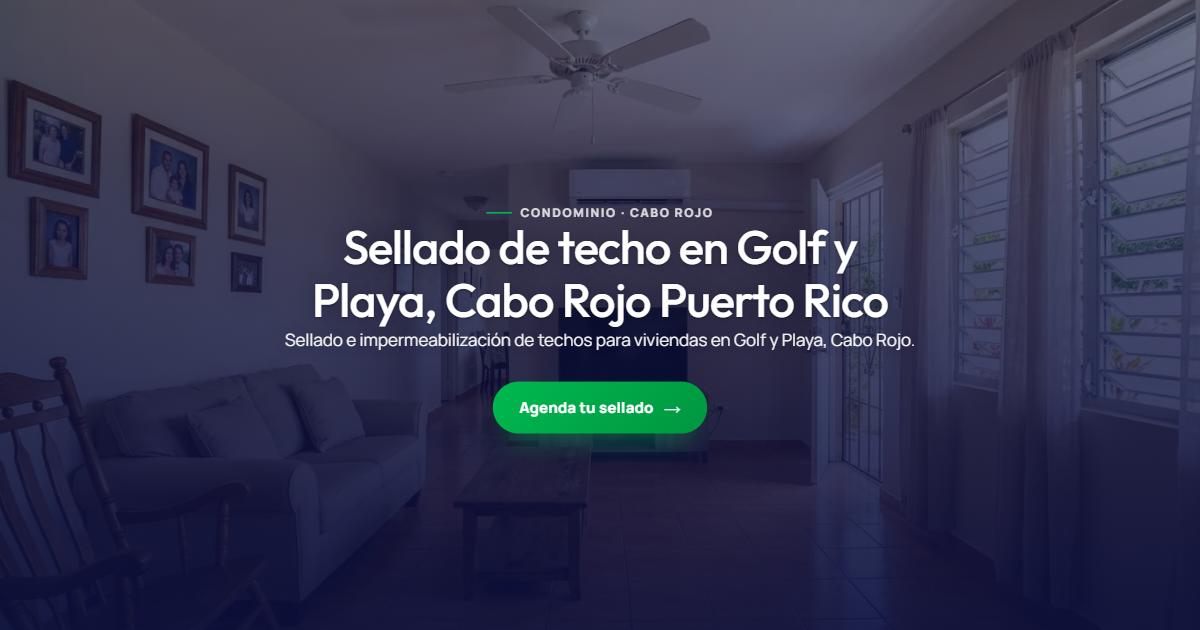 CONDOMINIO · CABO ROJO
Sellado de techo en Golf y
Playa, Cabo Rojo Puerto Rico
Sellado e impermeabilización de techos para viviendas en Golf y Playa, Cabo Rojo.
Agenda tu sellado →